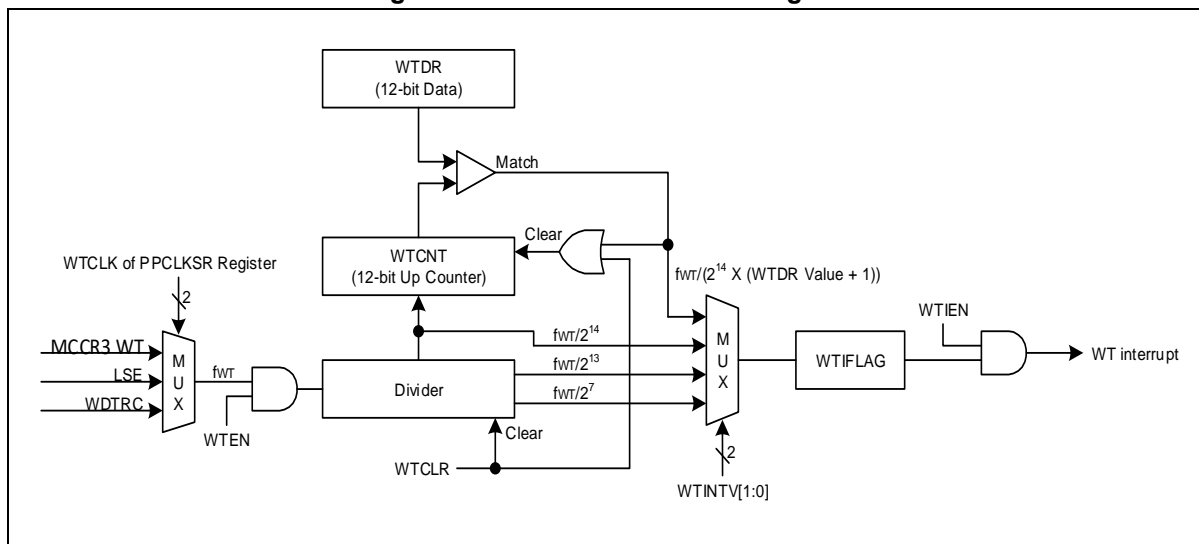 WTDR
(12-bit Data)
Match
Clear
WTCNT
(12-bit Up Counter)
WTCLK of PPCLKSR Register
2
fWT/(2^14 X (WTDR Value + 1))
MCCR3 WT
LSE
WDTRC
M
U
X
fWT
WTEN
Divider
fWT/2^14
fWT/2^13
fWT/2^7
Clear
WTCLR
M
U
X
2
WTINTV[1:0]
WTIFLAG
WTIEN
WT interrupt